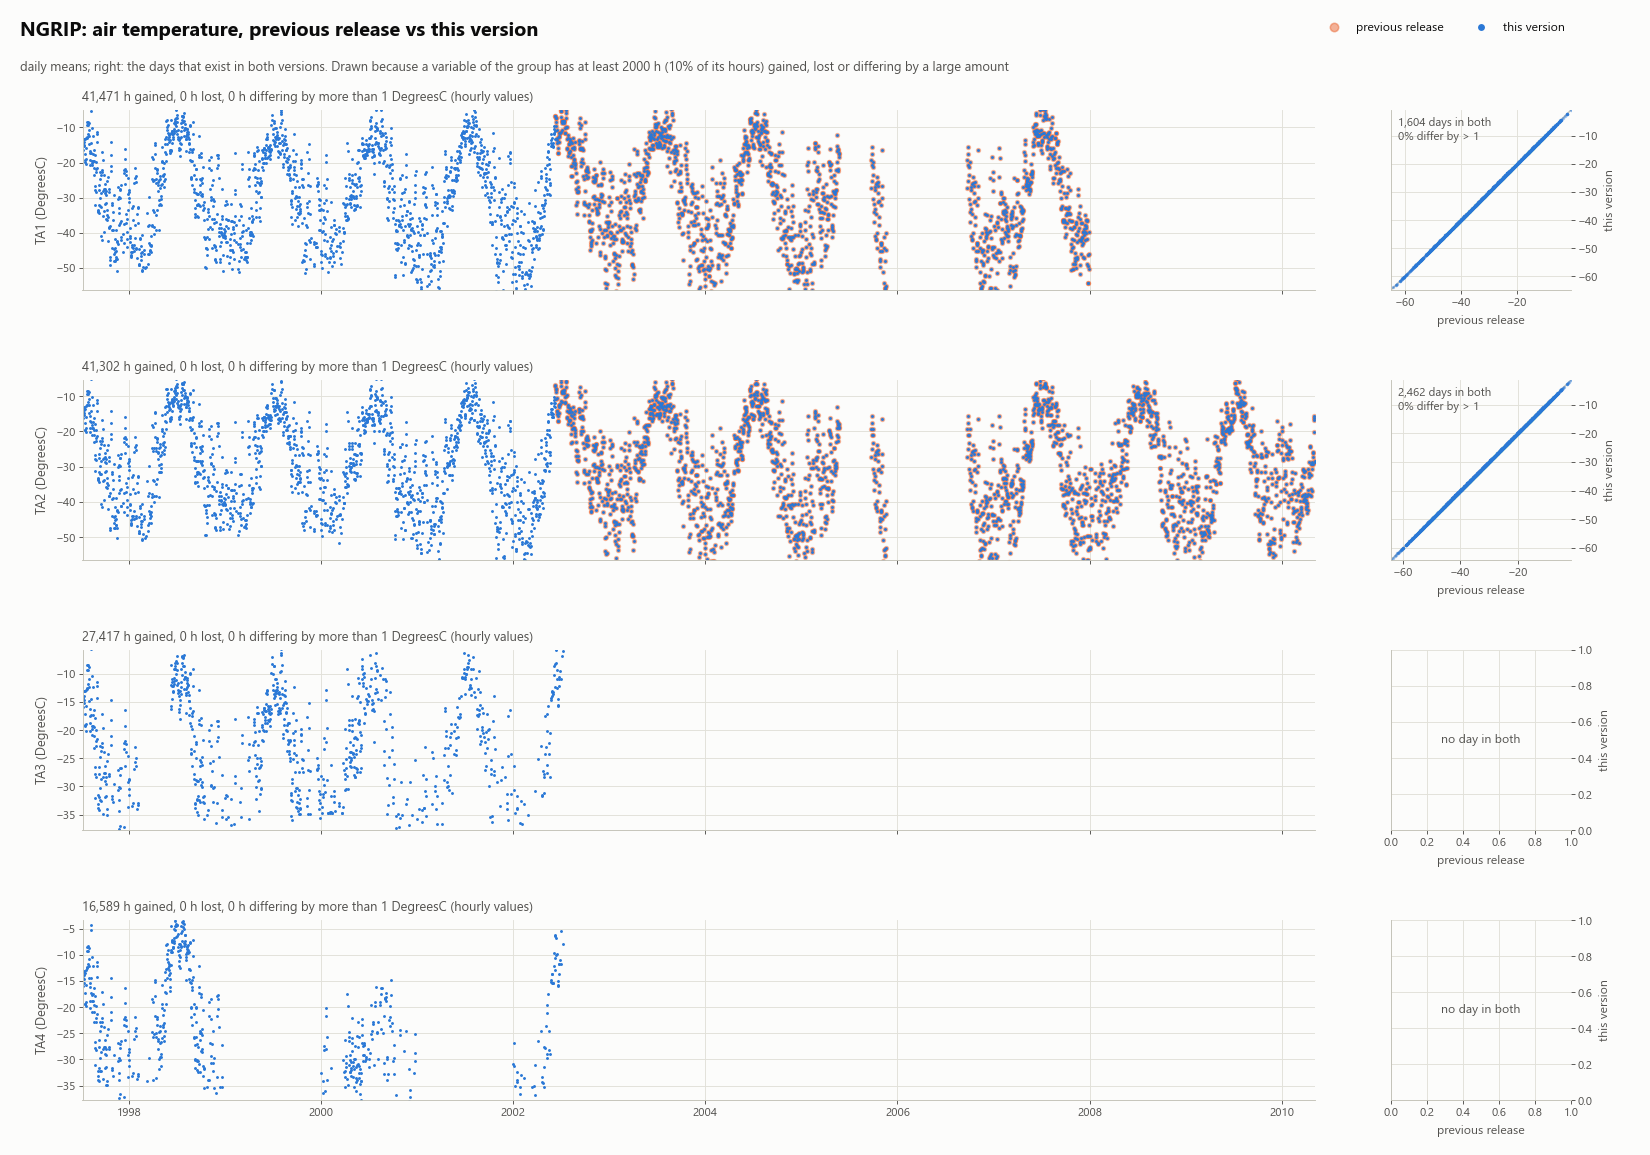 NGRIP: air temperature, previous release vs this version
previous release
this version
daily means; right: the days that exist in both versions. Drawn because a variable of the group has at least 2000 h (10% of its hours) gained, lost or differing by a large amount
41,471 h gained, 0 h lost, 0 h differing by more than 1 DegreesC (hourly values)
TA1 (DegreesC)
−10
−20
−30
−40
−50
1,604 days in both
0% differ by > 1
−10
−20
−30
−40
−50
−60
this version
−60 −40 −20
previous release
41,302 h gained, 0 h lost, 0 h differing by more than 1 DegreesC (hourly values)
TA2 (DegreesC)
−10
−20
−30
−40
−50
2,462 days in both
0% differ by > 1
−10
−20
−30
−40
−50
−60
this version
−60 −40 −20
previous release
27,417 h gained, 0 h lost, 0 h differing by more than 1 DegreesC (hourly values)
TA3 (DegreesC)
−10
−15
−20
−25
−30
−35
no day in both
1.0
0.8
0.6
0.4
0.2
0.0
this version
0.0 0.2 0.4 0.6 0.8 1.0
previous release
16,589 h gained, 0 h lost, 0 h differing by more than 1 DegreesC (hourly values)
TA4 (DegreesC)
−5
−10
−15
−20
−25
−30
−35
1998 2000 2002 2004 2006 2008 2010
no day in both
1.0
0.8
0.6
0.4
0.2
0.0
this version
0.0 0.2 0.4 0.6 0.8 1.0
previous release